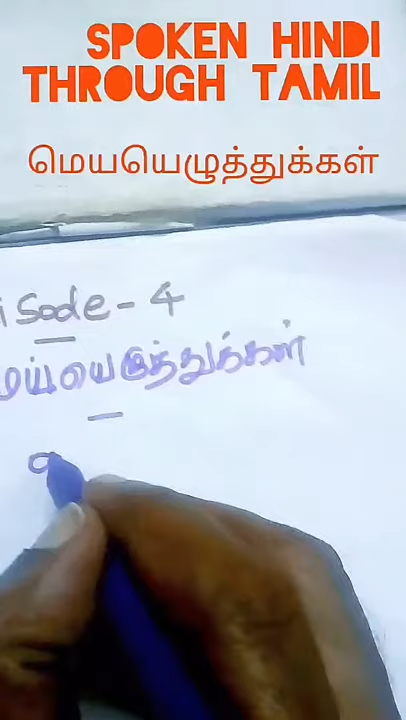 SPOKEN HINDI
THROUGH TAMIL
மெயயெழுத்துக்கள்
isode - 4
மெய்யெழுத்துக்கள்